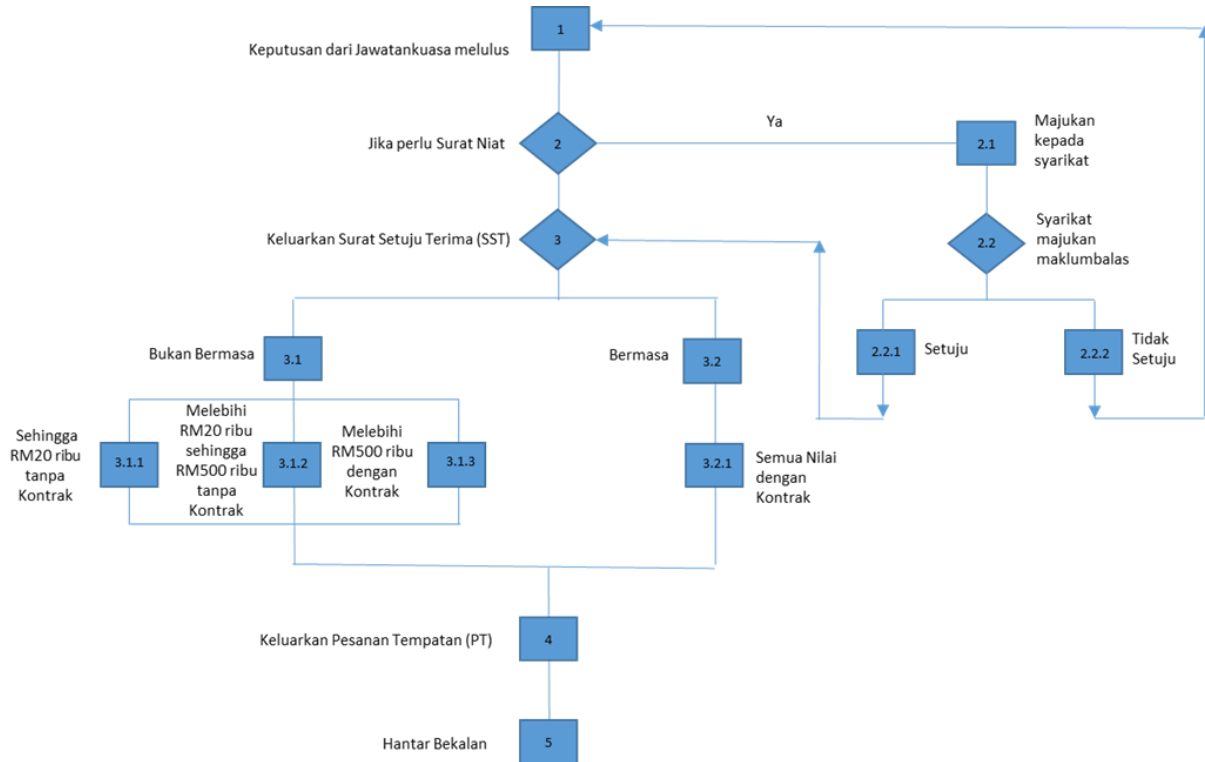 1
Keputusan dari Jawatankuasa melulus
Jika perlu Surat Niat
2
Ya
2.1
Majukan
kepada
syarikat
Keluarkan Surat Setuju Terima (SST)
3
2.2
Syarikat
majukan
maklumbalas
Bukan Bermasa
3.1
Bermasa
3.2
2.2.1
Setuju
2.2.2
Tidak
Setuju
Sehingga
RM20 ribu
tanpa
Kontrak
3.1.1
Melebihi
RM20 ribu
sehingga
RM500 ribu
tanpa
Kontrak
3.1.2
Melebihi
RM500 ribu
dengan
Kontrak
3.1.3
3.2.1
Semua Nilai
dengan
Kontrak
Keluarkan Pesanan Tempatan (PT)
4
Hantar Bekalan
5